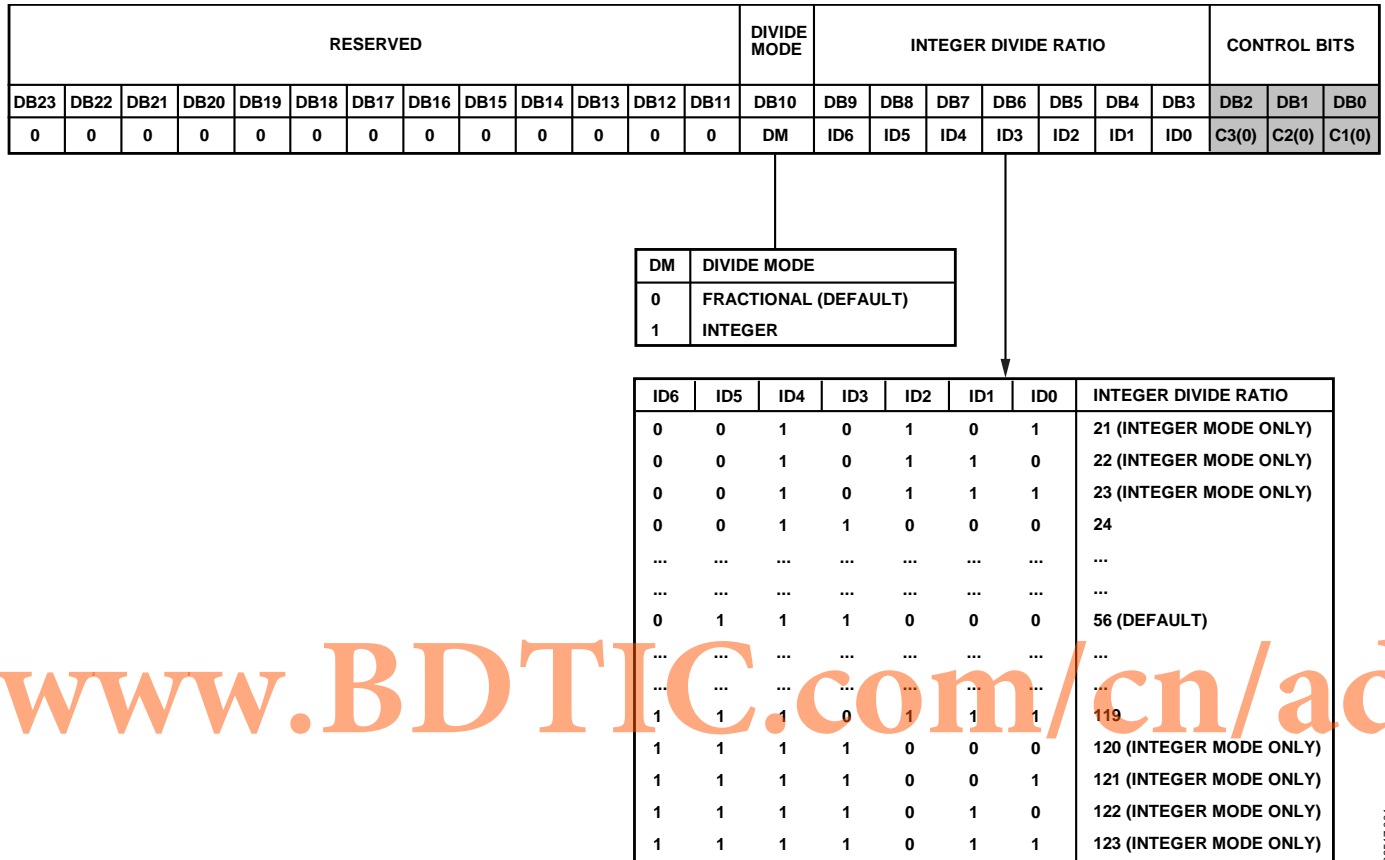 RESERVED DIVIDE MODE INTEGER DIVIDE RATIO CONTROL BITS
DB23 DB22 DB21 DB20 DB19 DB18 DB17 DB16 DB15 DB14 DB13 DB12 DB11 DB10 DB9 DB8 DB7 DB6 DB5 DB4 DB3 DB2 DB1 DB0
0 0 0 0 0 0 0 0 0 0 0 0 0 DM ID6 ID5 ID4 ID3 ID2 ID1 ID0 C3(0) C2(0) C1(0)
DM DIVIDE MODE
0 FRACTIONAL (DEFAULT)
1 INTEGER
ID6 ID5 ID4 ID3 ID2 ID1 ID0 INTEGER DIVIDE RATIO
0 0 1 0 1 0 1 21 (INTEGER MODE ONLY)
0 0 1 0 1 1 0 22 (INTEGER MODE ONLY)
0 0 1 0 1 1 1 23 (INTEGER MODE ONLY)
0 0 1 1 0 0 0 24
... ... ... ... ... ... ... ...
... ... ... ... ... ... ... ...
0 1 1 1 0 0 0 56 (DEFAULT)
... ... ... ... ... ... ... ...
... ... ... ... ... ... ... ...
1 1 1 0 1 1 1 119
1 1 1 1 0 0 0 120 (INTEGER MODE ONLY)
1 1 1 1 0 0 1 121 (INTEGER MODE ONLY)
1 1 1 1 0 1 0 122 (INTEGER MODE ONLY)
1 1 1 1 0 1 1 123 (INTEGER MODE ONLY)
www.BDTIC.com/cn/ad